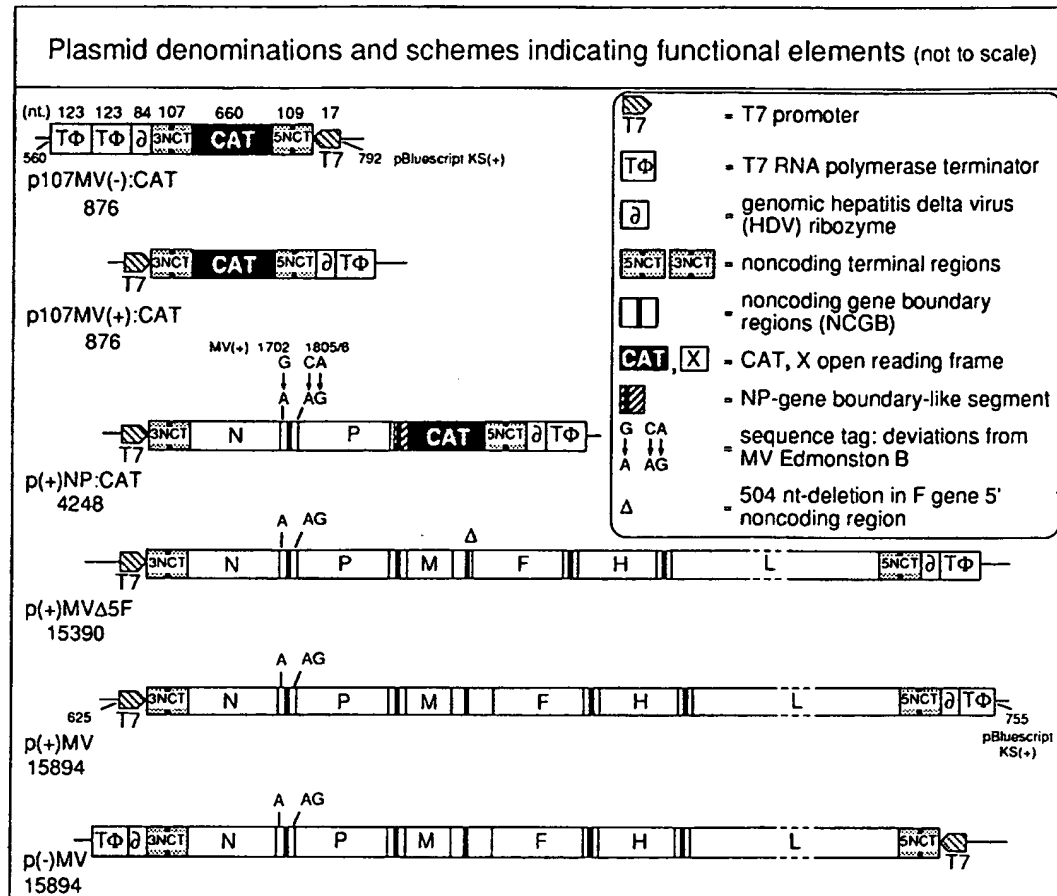 Plasmid denominations and schemes indicating functional elements (not to scale)
(nt.) 123 123 84 107 660 109 17
TΦ TΦ ∂ 3NCT CAT 5NCT
560 T7 792 pBluescript KS(+)
p107MV(-):CAT
876
3NCT CAT 5NCT ∂ TΦ
T7
p107MV(+):CAT
876
MV(+) 1702 1805/6
G CA
A AG
3NCT N P CAT 5NCT ∂ TΦ
T7
p(+)NP:CAT
4248
A AG Δ
3NCT N P M F H L 5NCT ∂ TΦ
T7
p(+)MVΔ5F
15390
A AG
3NCT N P M F H L 5NCT ∂ TΦ
625 T7 755
pBluescript
KS(+)
p(+)MV
15894
A AG
TΦ ∂ 3NCT N P M F H L 5NCT
T7
p(-)MV
15894
T7 = T7 promoter
TΦ = T7 RNA polymerase terminator
∂ = genomic hepatitis delta virus
(HDV) ribozyme
5NCT 3NCT = noncoding terminal regions
= noncoding gene boundary
regions (NCGB)
CAT, X = CAT, X open reading frame
= NP-gene boundary-like segment
G CA
A AG = sequence tag: deviations from
MV Edmonston B
Δ = 504 nt-deletion in F gene 5'
noncoding region